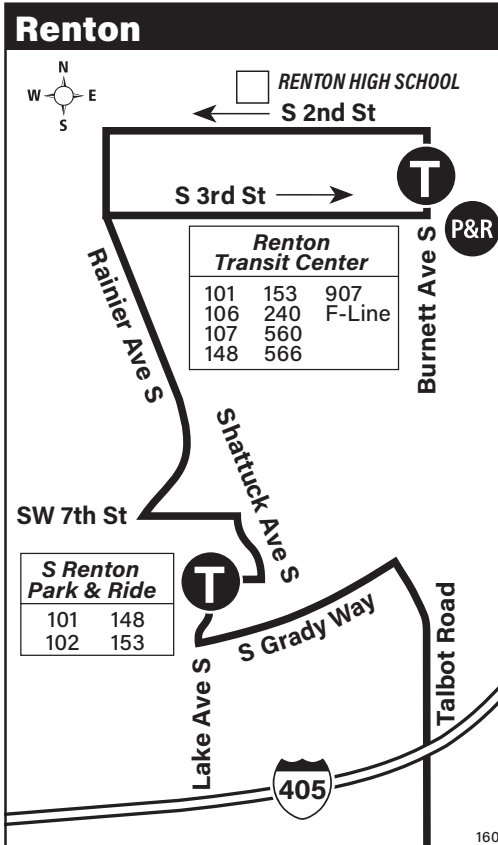 Renton
N
W E
S
RENTON HIGH SCHOOL
S 2nd St
T
S 3rd St
P&R
Renton
Transit Center
101 153 907
106 240 F-Line
107 560
148 566
Burnett Ave S
Rainier Ave S
Shattuck Ave S
SW 7th St
S Renton
Park & Ride
101 148
102 153
T
S Grady Way
Talbot Road
Lake Ave S
405
160